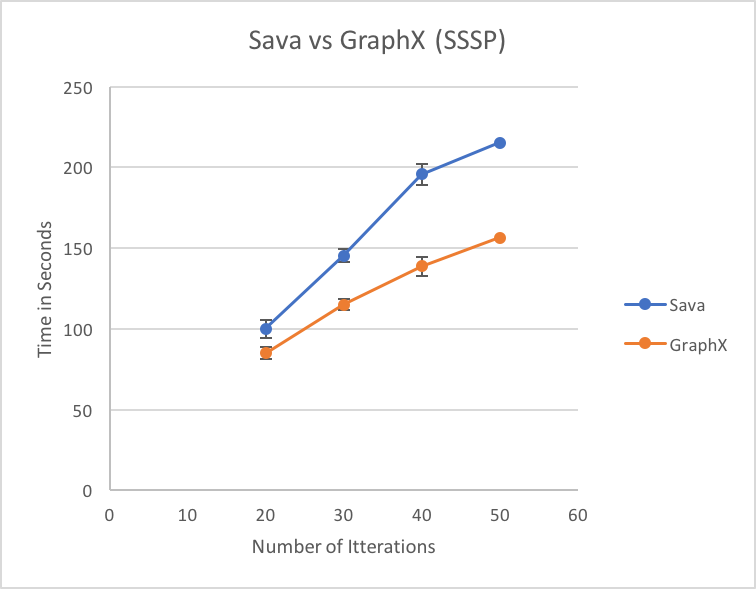 Sava vs GraphX (SSSP)
250
200
150
100
50
0
Time in Seconds
0 10 20 30 40 50 60
Number of Itterations
Sava
GraphX